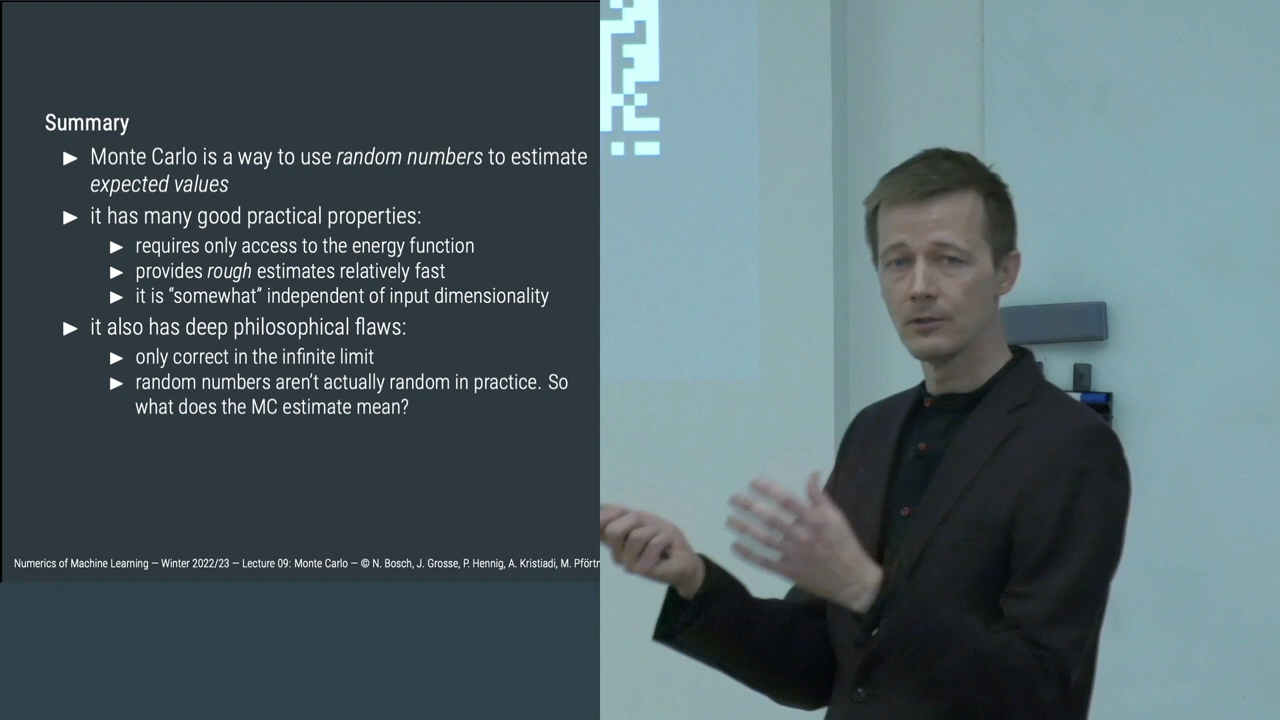 Summary
► Monte Carlo is a way to use random numbers to estimate
expected values
► it has many good practical properties:
► requires only access to the energy function
► provides rough estimates relatively fast
► it is “somewhat” independent of input dimensionality
► it also has deep philosophical flaws:
► only correct in the infinite limit
► random numbers aren’t actually random in practice. So
what does the MC estimate mean?
Numerics of Machine Learning — Winter 2022/23 — Lecture 09: Monte Carlo — © N. Bosch, J. Grosse, P. Hennig, A. Kristiadi, M. Pförtn